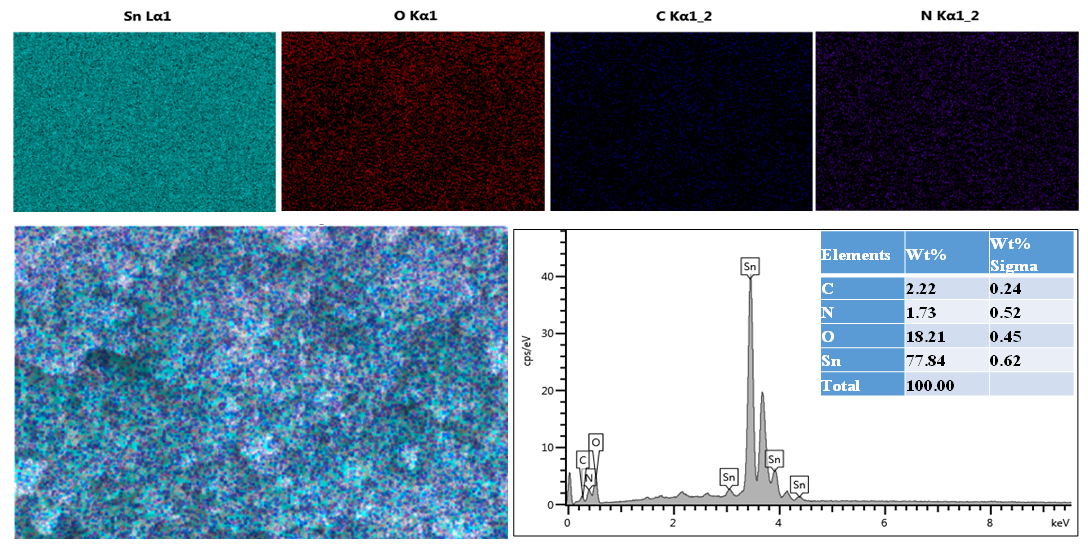 Sn Lα1
O Kα1
C Kα1_2
N Kα1_2
Elements Wt% Wt% Sigma
C 2.22 0.24
N 1.73 0.52
O 18.21 0.45
Sn 77.84 0.62
Total 100.00
cps/eV
40
30
20
10
0
Sn
O
C
N
Sn
Sn
Sn
0 2 4 6 8 keV